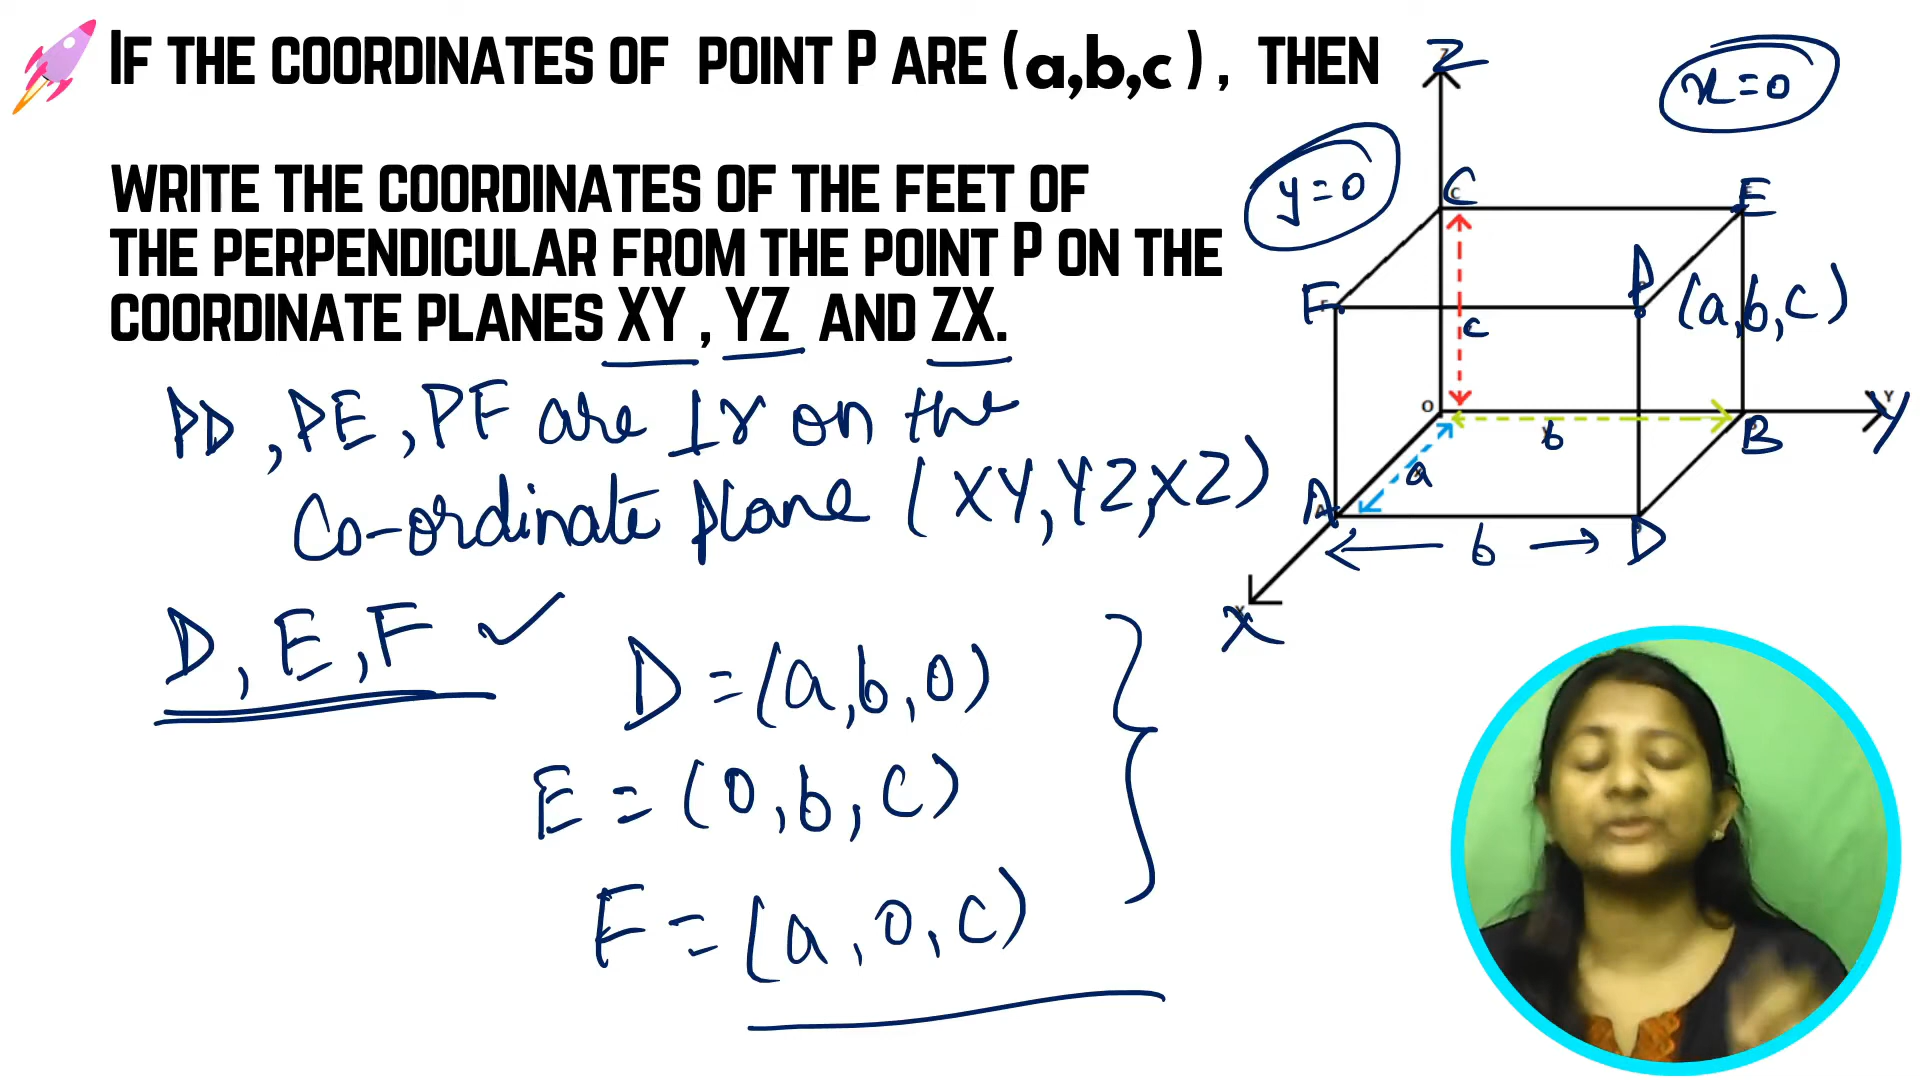 IF THE COORDINATES OF POINT P ARE (a,b,c), THEN
WRITE THE COORDINATES OF THE FEET OF
THE PERPENDICULAR FROM THE POINT P ON THE
COORDINATE PLANES XY, YZ AND ZX.
PD, PE, PF are ⊥r on the
Co-ordinate plane (XY, YZ, XZ)
D, E, F ✓
D = (a, b, 0)
E = (0, b, c)
F = (a, 0, c)
Z
x=0
y=0
C
E
F
P
(a, b, c)
c
O
Y
b
B
a
A
b
D
X